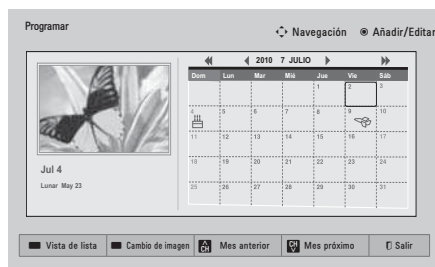 Programar
Navegación Añadir/Editar
2010 7 JULIO
Dom Lun Mar Mié Jue Vie Sáb
1 2 3
4 5 6 7 8 9 10
11 12 13 14 15 16 17
18 19 20 21 22 23 24
25 26 27 28 29 30 31
Jul 4
Lunar May 23
Vista de lista Cambio de imagen CH Mes anterior CH Mes próximo Salir